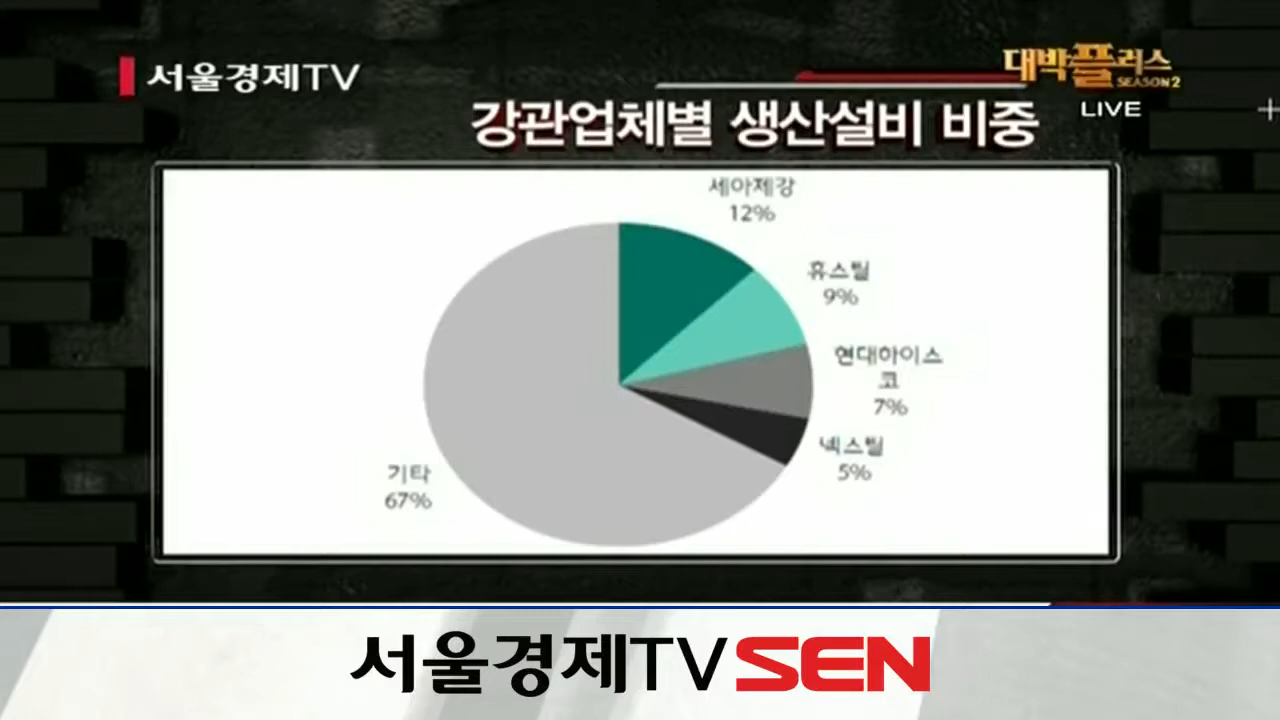 서울경제TV
대박플러스
SEASON2
LIVE
강관업체별 생산설비 비중
세아제강
12%
휴스틸
9%
현대하이스
코
7%
넥스틸
5%
기타
67%
서울경제TV SEN